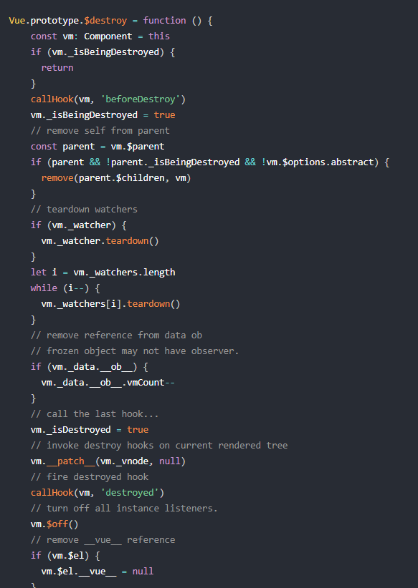 Vue.prototype.$destroy = function () {
const vm: Component = this
if (vm._isBeingDestroyed) {
return
}
callHook(vm, 'beforeDestroy')
vm._isBeingDestroyed = true
// remove self from parent
const parent = vm.$parent
if (parent && !parent._isBeingDestroyed && !vm.$options.abstract) {
remove(parent.$children, vm)
}
// teardown watchers
if (vm._watcher) {
vm._watcher.teardown()
}
let i = vm._watchers.length
while (i--) {
vm._watchers[i].teardown()
}
// remove reference from data ob
// frozen object may not have observer.
if (vm._data.__ob__) {
vm._data.__ob__.vmCount--
}
// call the last hook...
vm._isDestroyed = true
// invoke destroy hooks on current rendered tree
vm.__patch__(vm._vnode, null)
// fire destroyed hook
callHook(vm, 'destroyed')
// turn off all instance listeners.
vm.$off()
// remove __vue__ reference
if (vm.$el) {
vm.$el.__vue__ = null
}